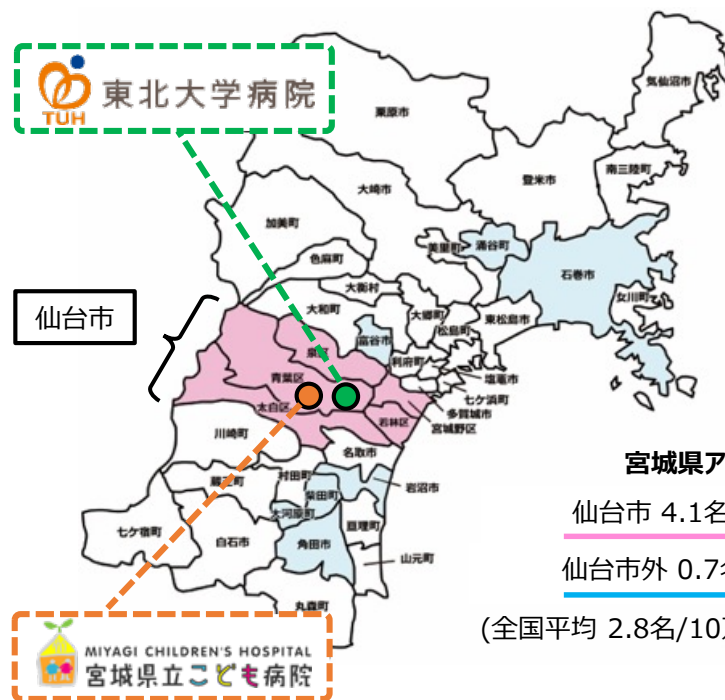 東北大学病院
TUH
気仙沼市
栗原市
南三陸町
登米市
大崎市
加美町
美里町
涌谷町
色麻町
石巻市
大衡村
女川町
仙台市
大和町
大郷町
松島町
東松島市
富谷市
泉区
利府町
塩竈市
青葉区
七ケ浜町
多賀城市
太白区
宮城野区
若林区
川崎町
名取市
村田町
岩沼市
柴田町
大河原町
亘理町
七ケ宿町
白石市
角田市
山元町
丸森町
宮城県ア
仙台市 4.1名
仙台市外 0.7
(全国平均 2.8名/10
MIYAGI CHILDREN'S HOSPITAL
宮城県立こども病院